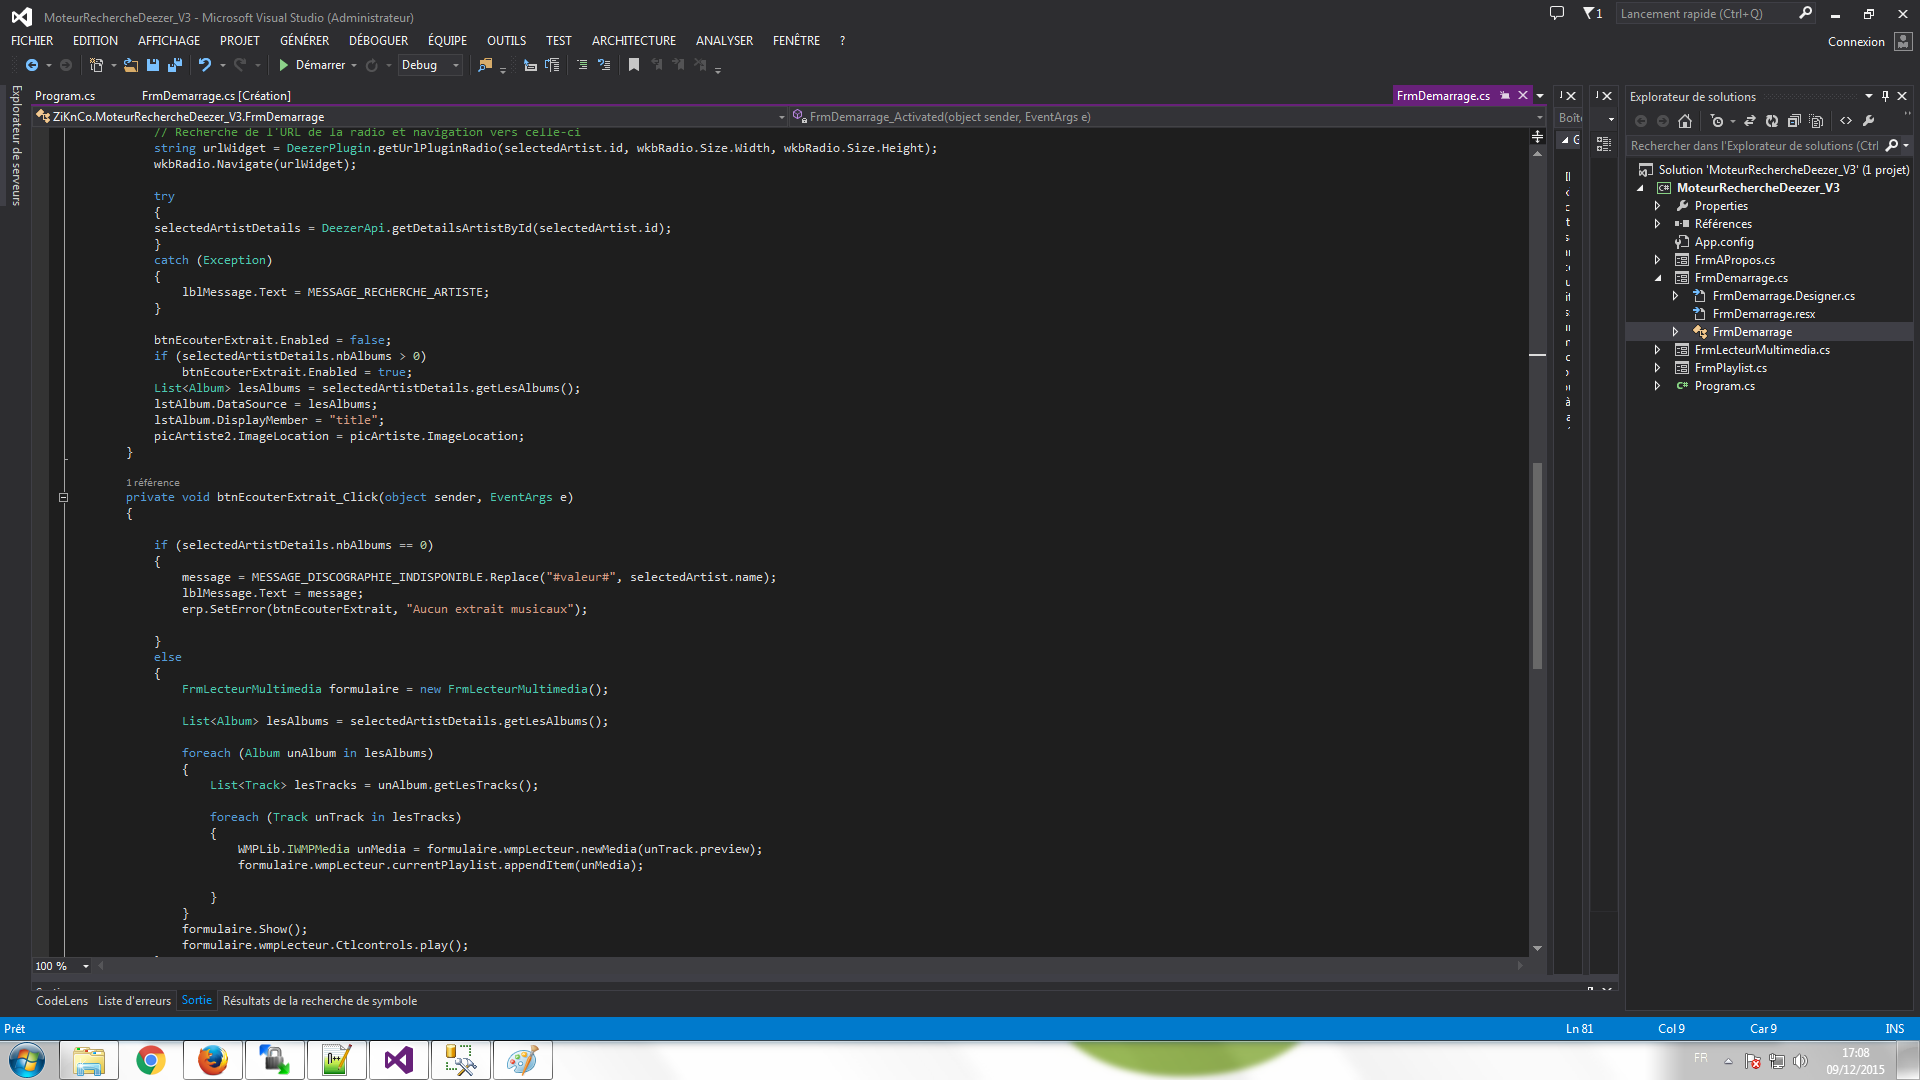 MoteurRechercheDeezer_V3 - Microsoft Visual Studio (Administrateur)
1
Lancement rapide (Ctrl+Q)
FICHIER EDITION AFFICHAGE PROJET GÉNÉRER DÉBOGUER ÉQUIPE OUTILS TEST ARCHITECTURE ANALYSER FENÊTRE ?
Connexion
Démarrer Debug
Explorateur de serveurs
Program.cs FrmDemarrage.cs [Création] FrmDemarrage.cs
ZiKnCo.MoteurRechercheDeezer_V3.FrmDemarrage FrmDemarrage_Activated(object sender, EventArgs e)
// Recherche de l'URL de la radio et navigation vers celle-ci
string urlWidget = DeezerPlugin.getUrlPluginRadio(selectedArtist.id, wkbRadio.Size.Width, wkbRadio.Size.Height);
wkbRadio.Navigate(urlWidget);
try
{
selectedArtistDetails = DeezerApi.getDetailsArtistById(selectedArtist.id);
}
catch (Exception)
{
lblMessage.Text = MESSAGE_RECHERCHE_ARTISTE;
}
btnEcouterExtrait.Enabled = false;
if (selectedArtistDetails.nbAlbums > 0)
btnEcouterExtrait.Enabled = true;
List<Album> lesAlbums = selectedArtistDetails.getLesAlbums();
lstAlbum.DataSource = lesAlbums;
lstAlbum.DisplayMember = "title";
picArtiste2.ImageLocation = picArtiste.ImageLocation;
}
1 référence
private void btnEcouterExtrait_Click(object sender, EventArgs e)
{
if (selectedArtistDetails.nbAlbums == 0)
{
message = MESSAGE_DISCOGRAPHIE_INDISPONIBLE.Replace("#valeur#", selectedArtist.name);
lblMessage.Text = message;
erp.SetError(btnEcouterExtrait, "Aucun extrait musicaux");
}
else
{
FrmLecteurMultimedia formulaire = new FrmLecteurMultimedia();
List<Album> lesAlbums = selectedArtistDetails.getLesAlbums();
foreach (Album unAlbum in lesAlbums)
{
List<Track> lesTracks = unAlbum.getLesTracks();
foreach (Track unTrack in lesTracks)
{
WMPLib.IWMPMedia unMedia = formulaire.wmpLecteur.newMedia(unTrack.preview);
formulaire.wmpLecteur.currentPlaylist.appendItem(unMedia);
}
}
formulaire.Show();
formulaire.wmpLecteur.Ctlcontrols.play();
100 %
Boît
Explorateur de solutions
Rechercher dans l'Explorateur de solutions (Ctrl
Solution 'MoteurRechercheDeezer_V3' (1 projet)
MoteurRechercheDeezer_V3
Properties
Références
App.config
FrmAPropos.cs
FrmDemarrage.cs
FrmDemarrage.Designer.cs
FrmDemarrage.resx
FrmDemarrage
FrmLecteurMultimedia.cs
FrmPlaylist.cs
Program.cs
CodeLens Liste d'erreurs Sortie Résultats de la recherche de symbole
Prêt Ln 81 Col 9 Car 9 INS
FR
17:08
09/12/2015